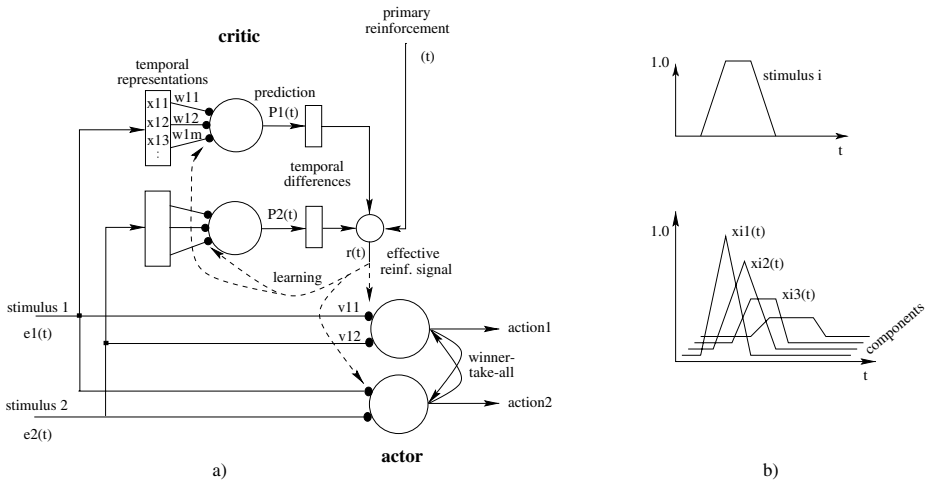 critic
primary
reinforcement
(t)
temporal
representations
x11
x12
x13
:
w11
w12
w1m
prediction
P1(t)
temporal
differences
P2(t)
r(t)
effective
reinf. signal
learning
stimulus 1
e1(t)
v11
v12
action1
winner-
take-all
stimulus 2
e2(t)
action2
actor
a)
1.0
stimulus i
t
1.0
xi1(t)
xi2(t)
xi3(t)
components
t
b)